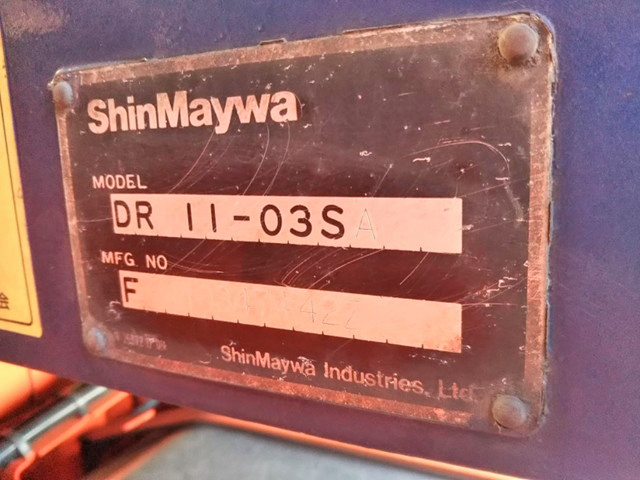 ShinMaywa
MODEL
DR 11-03SA
MFG NO
F
ShinMaywa Industries, Ltd.